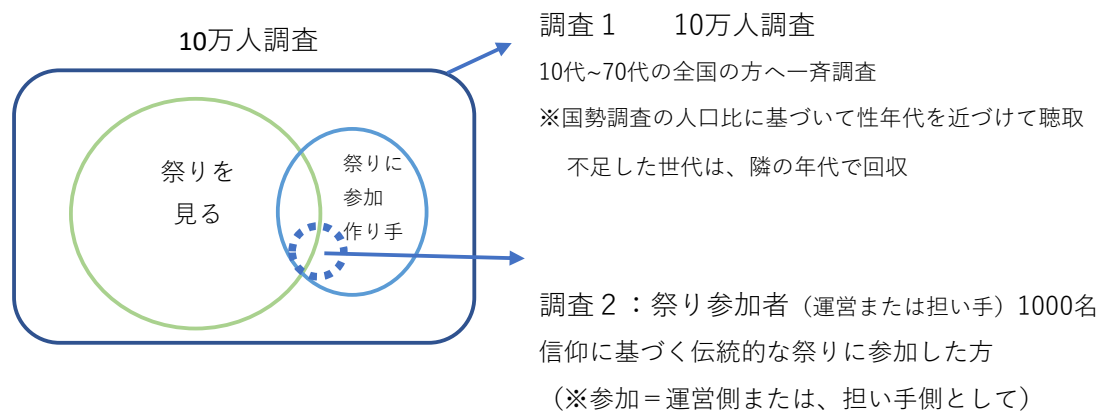 10万人調査
祭りを
見る
祭りに
参加
作り手
調査１　　10万人調査
10代~70代の全国の方へ一斉調査
※国勢調査の人口比に基づいて性年代を近づけて聴取
不足した世代は、隣の年代で回収
調査２：祭り参加者（運営または担い手）1000名
信仰に基づく伝統的な祭りに参加した方
（※参加＝運営側または、担い手側として）